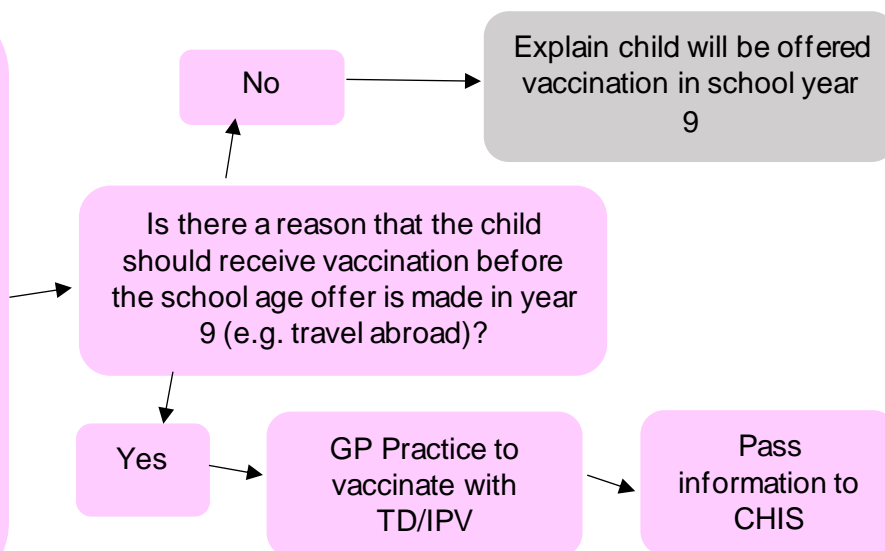 No
Explain child will be offered
vaccination in school year
9
Is there a reason that the child
should receive vaccination before
the school age offer is made in year
9 (e.g. travel abroad)?
Yes
GP Practice to
vaccinate with
TD/IPV
Pass
information to
CHIS